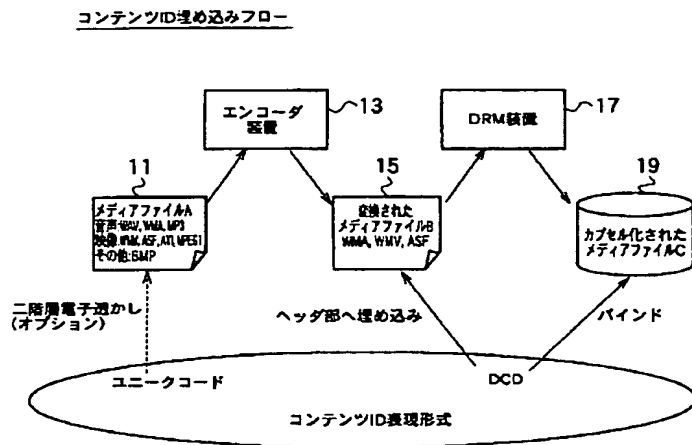 コンテンツID埋め込みフロー
エンコーダ
装置
13
DRM装置
17
11
メディアファイルA
音声:WAV, WMA, MP3
映像:WMV, ASF, AVI, MPEG1
その他:BMP
15
変換された
メディアファイルB
WMA, WMV, ASF
19
カプセル化された
メディアファイルC
二階層電子透かし
(オプション)
ヘッダ部へ埋め込み
バインド
ユニークコード
DCD
コンテンツID表現形式